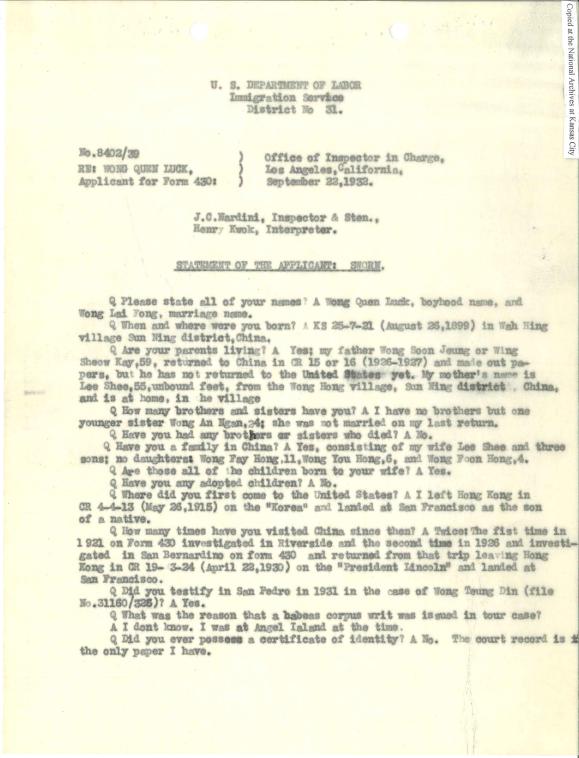 Copied at the National Archives at Kansas City
U. S. DEPARTMENT OF LABOR
Immigration Service
District No 31.
No.8402/39 ) Office of Inspector in Charge,
RE: WONG QUEN LUCK, ) Los Angeles,California,
Applicant for Form 430: ) September 22,1932.
J.C.Nardini, Inspector & Sten.,
Henry Kwok, Interpreter.
STATEMENT OF THE APPLICANT: SWORN.
Q Please state all of your names? A Wong Quen Luck, boyhood name, and
Wong Lai Fong, marriage name.
Q When and where were you born? A KS 25-7-21 (August 26,1899) in Wah Hing
village Sun Ning district,China.
Q Are your parents living? A Yes; my father Wong Soon Jeung or Wing
Sheow Kay,59, returned to China in CR 15 or 16 (1926-1927) and made out pa-
pers, but he has not returned to the United States yet. My mother's name is
Lee Shee,55,unbound feet, from the Wong Hong village, Sun Ning district, China,
and is at home, in he village
Q How many brothers and sisters have you? A I have no brothers but one
younger sister Wong An Ngan,24; she was not married on my last return.
Q Have you had any brothers or sisters who died? A No.
Q Have you a family in China? A Yes, consisting of my wife Lee Shee and three
sons; no daughters: Wong Fay Hong,11,Wong You Hong,6, and Wong Foon Hong,4.
Q Are those all of the children born to your wife? A Yes.
Q Have you any adopted children? A No.
Q Where did you first come to the United States? A I left Hong Kong in
CR 4-4-13 (May 26,1915) on the "Korea" and landed at San Francisco as the son
of a native.
Q How many times have you visited China since then? A Twice: The fist time in
1921 on Form 430 investigated in Riverside and the second time in 1926 and investi-
gated in San Bernardino on form 430 and returned from that trip leaving Hong
Kong in CR 19- 3-24 (April 22,1930) on the "President Lincoln" and landed at
San Francisco.
Q Did you testify in San Pedro in 1931 in the case of Wong Teung Din (file
No.31160/325)? A Yes.
Q What was the reason that a babeas corpus writ was issued in tour case?
A I dont know. I was at Angel Ialand at the time.
Q Did you ever possess a certificate of identity? A No. The court record is
the only paper I have.